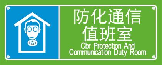 防化通信
值班室
Cbr Protection And
Communication Duty Room